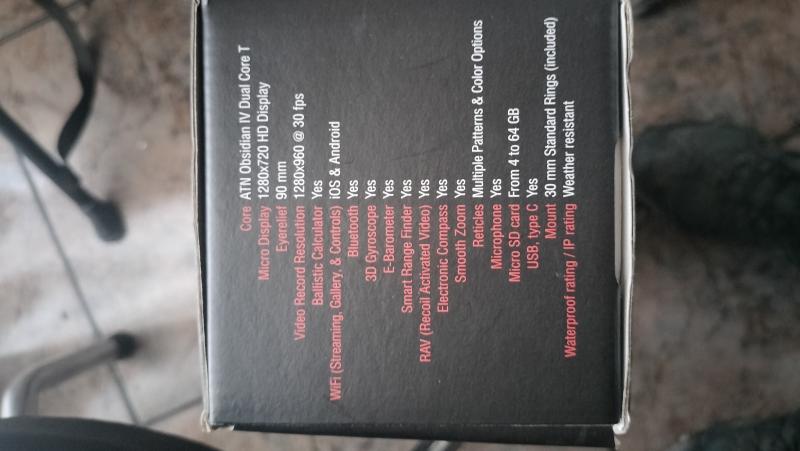 Core ATN Obsidian IV Dual Core T
Micro Display 1280x720 HD Display
Eyerelief 90 mm
Video Record Resolution 1280x960 @ 30 fps
Ballistic Calculator Yes
WiFi (Streaming, Gallery, & Controls) iOS & Android
Bluetooth Yes
3D Gyroscope Yes
E-Barometer Yes
Smart Range Finder Yes
RAV (Recoil Activated Video) Yes
Electronic Compass Yes
Smooth Zoom Yes
Reticles Multiple Patterns & Color Options
Microphone Yes
Micro SD card From 4 to 64 GB
USB, type C Yes
Mount 30 mm Standard Rings (included)
Waterproof rating / IP rating Weather resistant